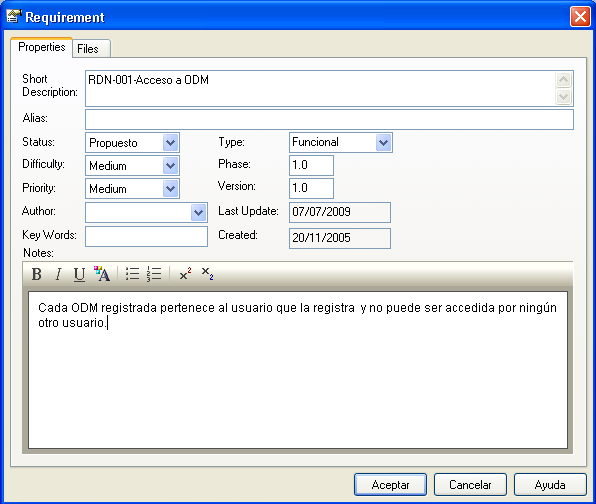 Requirement
Properties Files
Short Description: RDN-001-Acceso a ODM
Alias:
Status: Propuesto Type: Funcional
Difficulty: Medium Phase: 1.0
Priority: Medium Version: 1.0
Author: Last Update: 07/07/2009
Key Words: Created: 20/11/2005
Notes:
B I U A x² x₂
Cada ODM registrada pertenece al usuario que la registra y no puede ser accedida por ningún
otro usuario.
Aceptar Cancelar Ayuda